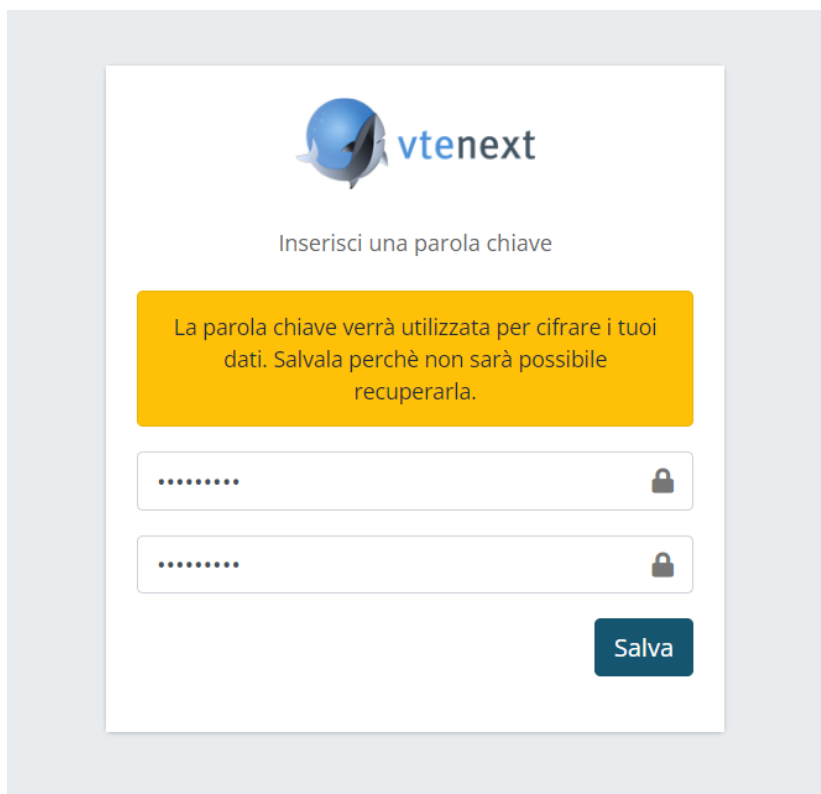 vtenext
Inserisci una parola chiave
La parola chiave verrà utilizzata per cifrare i tuoi
dati. Salvala perchè non sarà possibile
recuperarla.
•••••••••
•••••••••
Salva